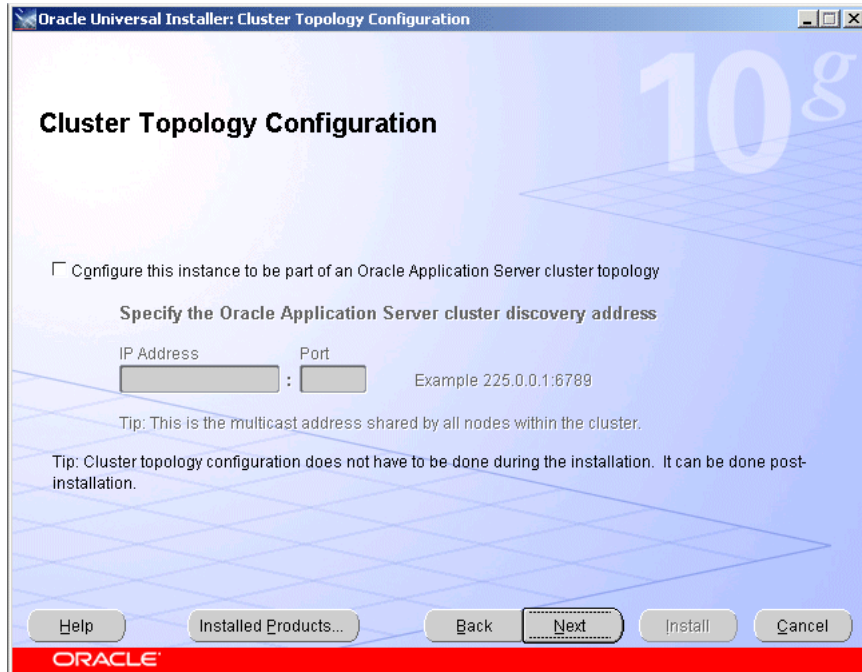 Oracle Universal Installer: Cluster Topology Configuration
10g
Cluster Topology Configuration
Configure this instance to be part of an Oracle Application Server cluster topology
Specify the Oracle Application Server cluster discovery address
IP Address Port
: Example 225.0.0.1:6789
Tip: This is the multicast address shared by all nodes within the cluster.
Tip: Cluster topology configuration does not have to be done during the installation. It can be done post-
installation.
Help Installed Products... Back Next Install Cancel
ORACLE